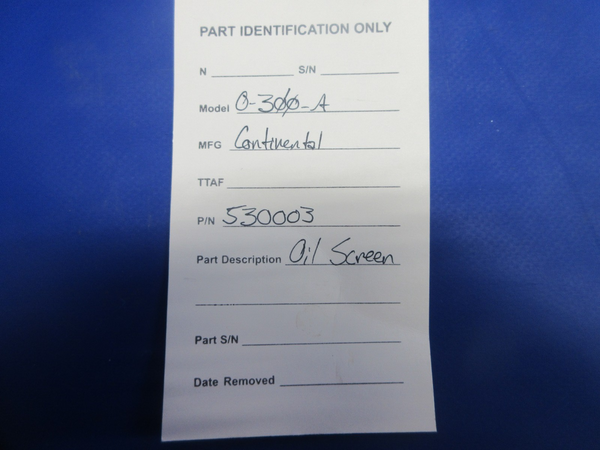 PART IDENTIFICATION ONLY
N S/N
Model O-300-A
MFG Continental
TTAF
P/N 530003
Part Description Oil Screen
Part S/N
Date Removed